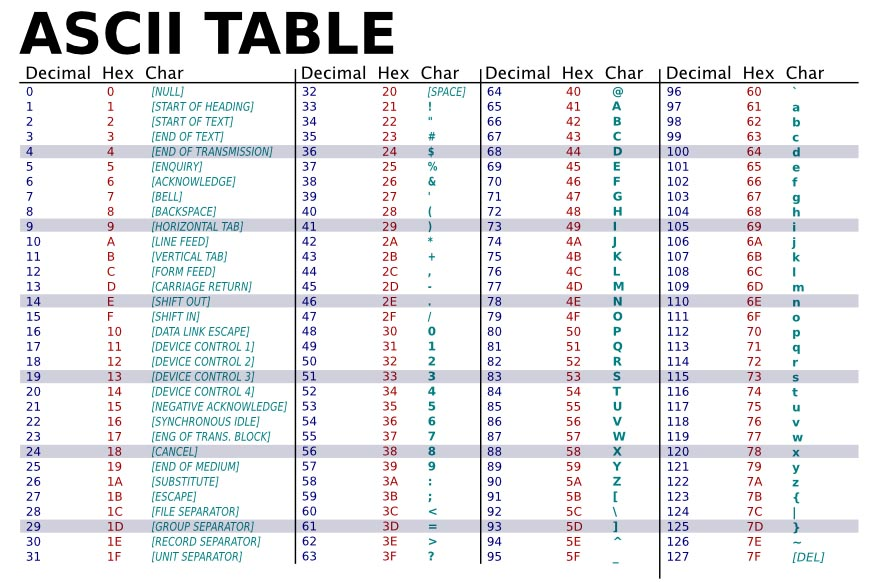 ASCII TABLE
Decimal Hex Char Decimal Hex Char Decimal Hex Char Decimal Hex Char
0 0 [NULL] 32 20 [SPACE] 64 40 @ 96 60 `
1 1 [START OF HEADING] 33 21 ! 65 41 A 97 61 a
2 2 [START OF TEXT] 34 22 " 66 42 B 98 62 b
3 3 [END OF TEXT] 35 23 # 67 43 C 99 63 c
4 4 [END OF TRANSMISSION] 36 24 $ 68 44 D 100 64 d
5 5 [ENQUIRY] 37 25 % 69 45 E 101 65 e
6 6 [ACKNOWLEDGE] 38 26 & 70 46 F 102 66 f
7 7 [BELL] 39 27 ' 71 47 G 103 67 g
8 8 [BACKSPACE] 40 28 ( 72 48 H 104 68 h
9 9 [HORIZONTAL TAB] 41 29 ) 73 49 I 105 69 i
10 A [LINE FEED] 42 2A * 74 4A J 106 6A j
11 B [VERTICAL TAB] 43 2B + 75 4B K 107 6B k
12 C [FORM FEED] 44 2C , 76 4C L 108 6C l
13 D [CARRIAGE RETURN] 45 2D - 77 4D M 109 6D m
14 E [SHIFT OUT] 46 2E . 78 4E N 110 6E n
15 F [SHIFT IN] 47 2F / 79 4F O 111 6F o
16 10 [DATA LINK ESCAPE] 48 30 0 80 50 P 112 70 p
17 11 [DEVICE CONTROL 1] 49 31 1 81 51 Q 113 71 q
18 12 [DEVICE CONTROL 2] 50 32 2 82 52 R 114 72 r
19 13 [DEVICE CONTROL 3] 51 33 3 83 53 S 115 73 s
20 14 [DEVICE CONTROL 4] 52 34 4 84 54 T 116 74 t
21 15 [NEGATIVE ACKNOWLEDGE] 53 35 5 85 55 U 117 75 u
22 16 [SYNCHRONOUS IDLE] 54 36 6 86 56 V 118 76 v
23 17 [ENG OF TRANS. BLOCK] 55 37 7 87 57 W 119 77 w
24 18 [CANCEL] 56 38 8 88 58 X 120 78 x
25 19 [END OF MEDIUM] 57 39 9 89 59 Y 121 79 y
26 1A [SUBSTITUTE] 58 3A : 90 5A Z 122 7A z
27 1B [ESCAPE] 59 3B ; 91 5B [ 123 7B {
28 1C [FILE SEPARATOR] 60 3C < 92 5C \ 124 7C |
29 1D [GROUP SEPARATOR] 61 3D = 93 5D ] 125 7D }
30 1E [RECORD SEPARATOR] 62 3E > 94 5E ^ 126 7E ~
31 1F [UNIT SEPARATOR] 63 3F ? 95 5F _ 127 7F [DEL]